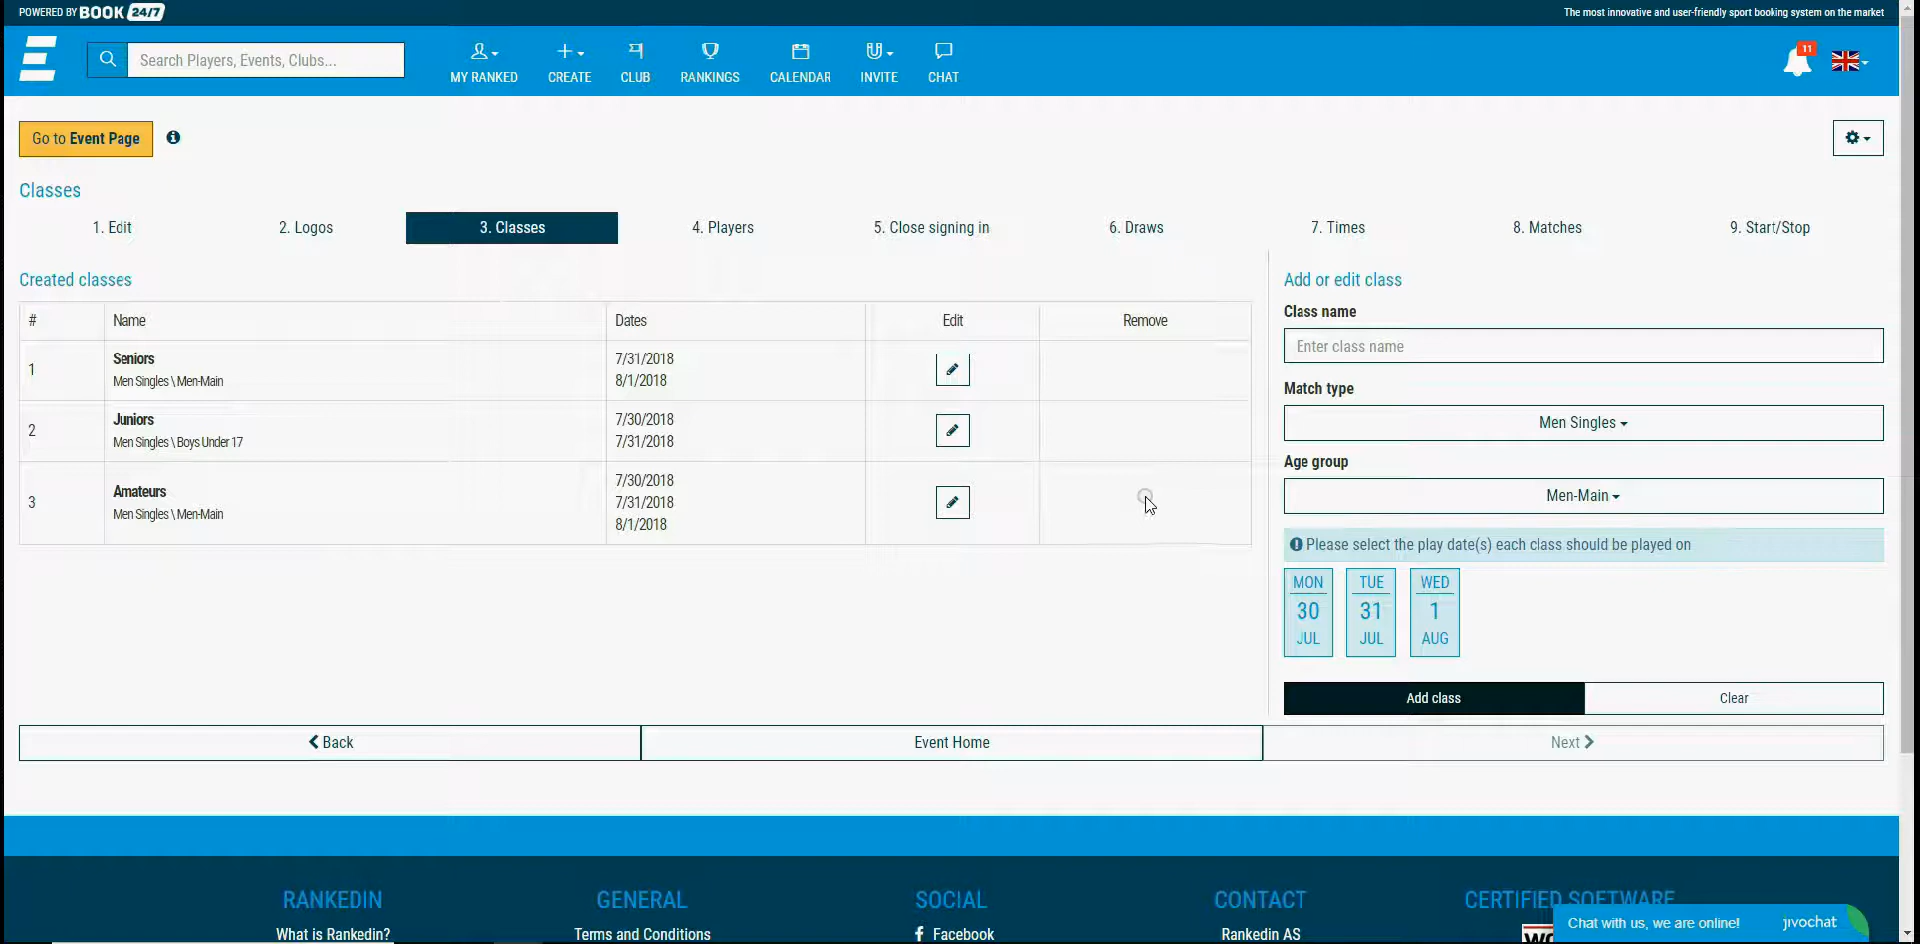 POWERED BY BOOK 24/7
The most innovative and user-friendly sport booking system on the market
Search Players, Events, Clubs...
MY RANKED
CREATE
CLUB
RANKINGS
CALENDAR
INVITE
CHAT
11
Go to Event Page
Classes
1. Edit
2. Logos
3. Classes
4. Players
5. Close signing in
6. Draws
7. Times
8. Matches
9. Start/Stop
Created classes
# Name Dates Edit Remove
1
Seniors
Men Singles \ Men-Main
7/31/2018
8/1/2018
2
Juniors
Men Singles \ Boys Under 17
7/30/2018
7/31/2018
3
Amateurs
Men Singles \ Men-Main
7/30/2018
7/31/2018
8/1/2018
Add or edit class
Class name
Enter class name
Match type
Men Singles
Age group
Men-Main
Please select the play date(s) each class should be played on
MON
30
JUL
TUE
31
JUL
WED
1
AUG
Add class
Clear
Back
Event Home
Next
RANKEDIN
What is Rankedin?
GENERAL
Terms and Conditions
SOCIAL
Facebook
CONTACT
Rankedin AS
CERTIFIED SOFTWARE
Chat with us, we are online!
jivochat